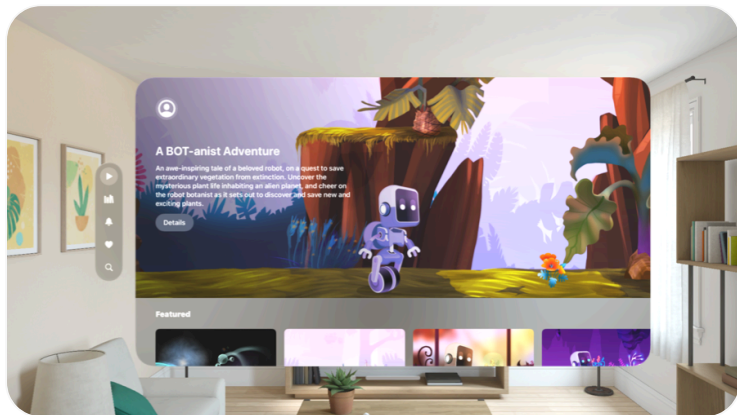 A BOT-anist Adventure
An awe-inspiring tale of a beloved robot, on a quest to save
extraordinary vegetation from extinction. Uncover the
mysterious plant life inhabiting an alien planet, and cheer on
the robot botanist as it sets out to discover and save new and
exciting plants.
Details
Featured